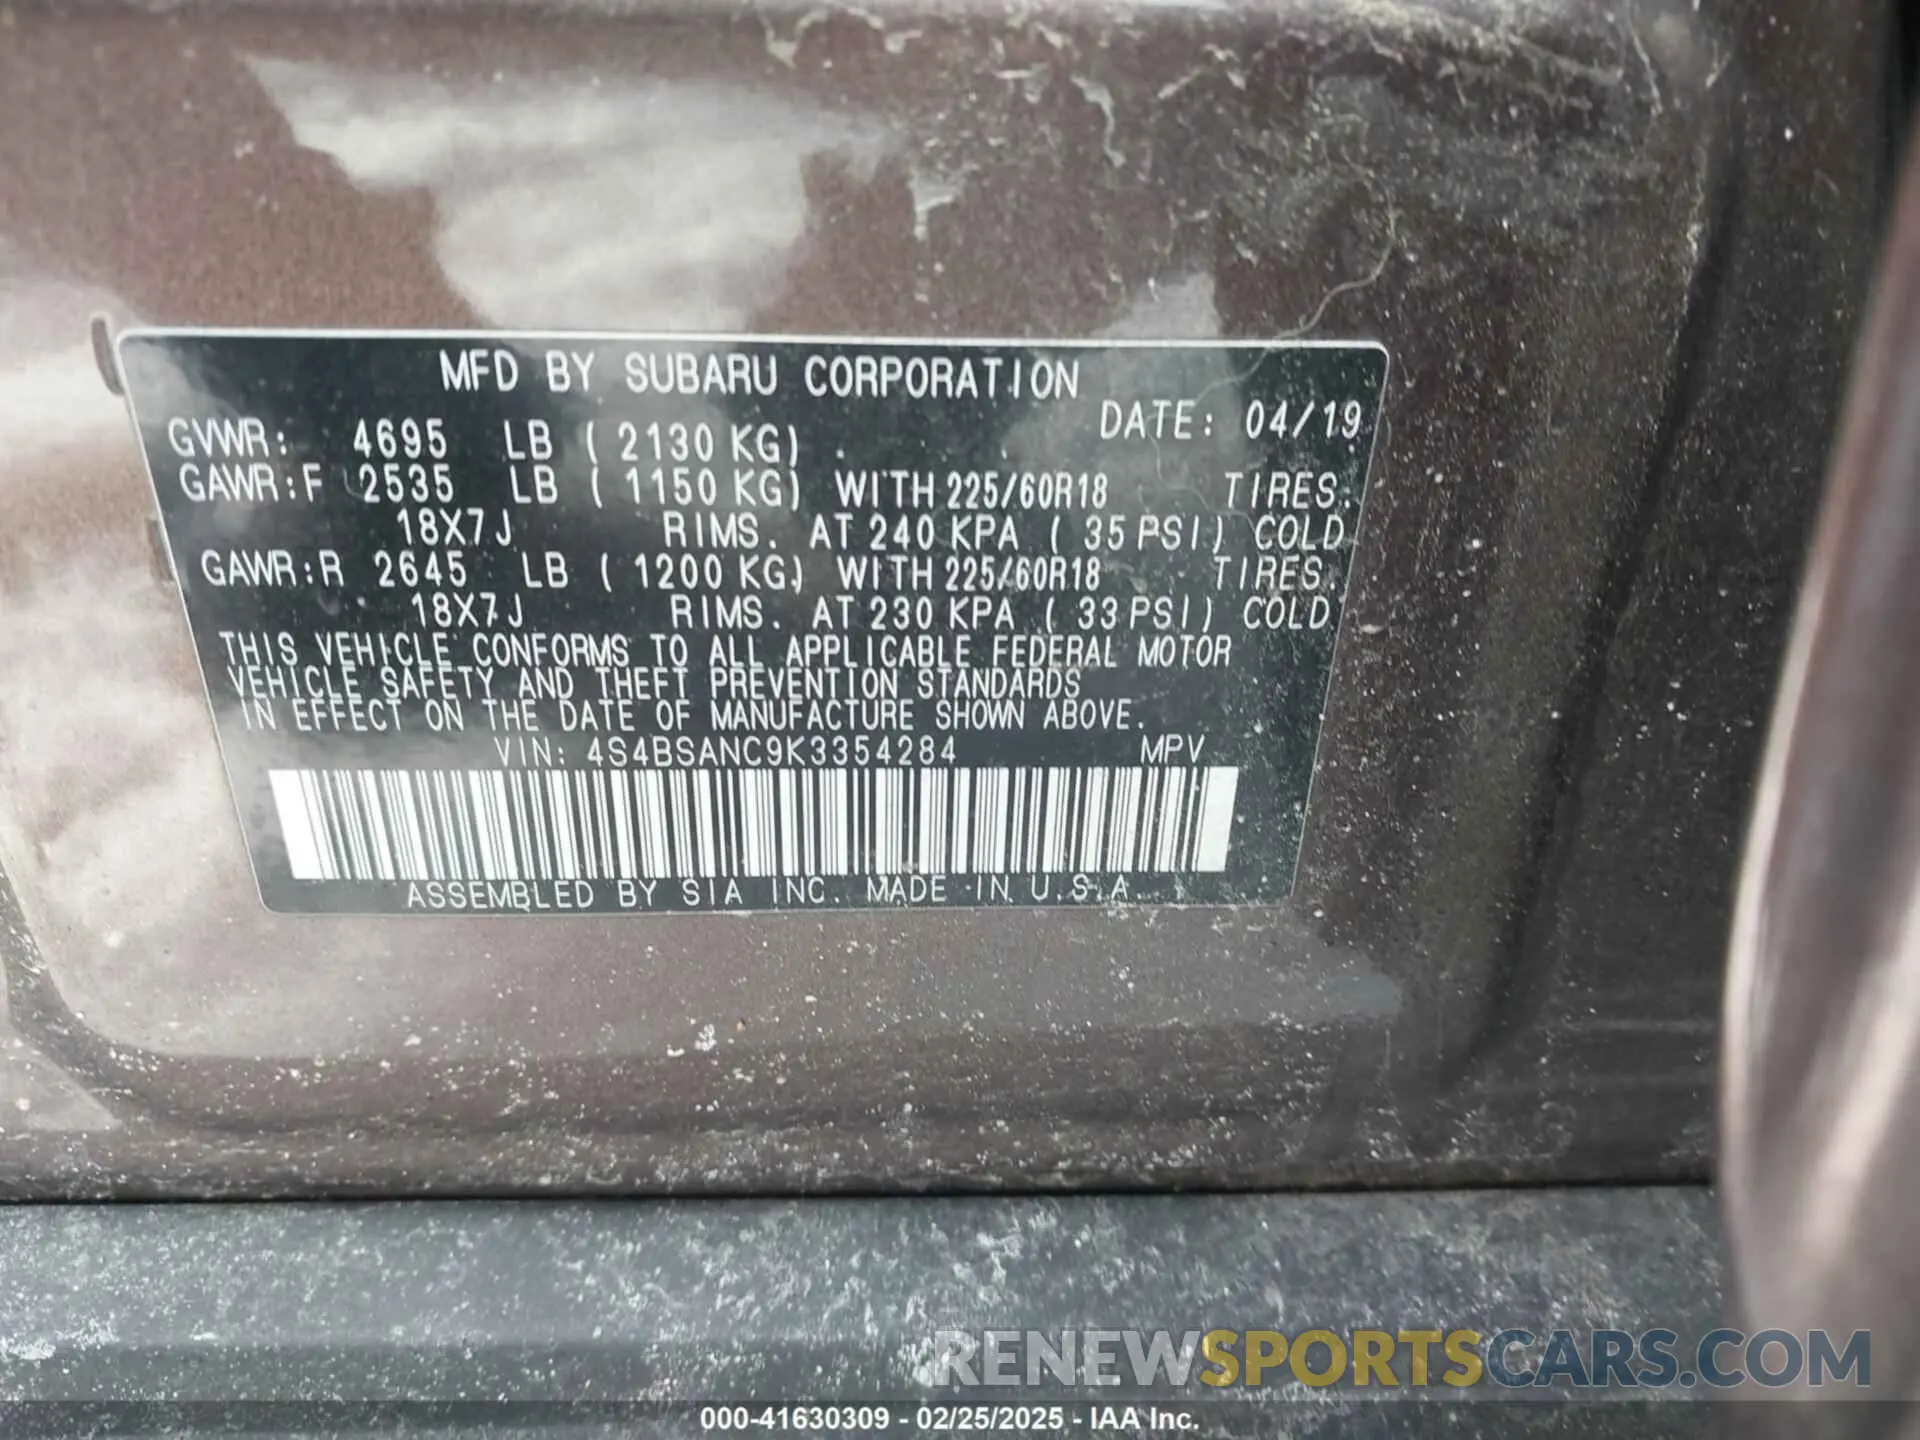 MFD BY SUBARU CORPORATION
DATE: 04/19
GVWR: 4695 LB ( 2130 KG)
GAWR:F 2535 LB ( 1150 KG) WITH 225/60R18 TIRES.
18X7J RIMS. AT 240 KPA ( 35 PSI) COLD
GAWR:R 2645 LB ( 1200 KG) WITH 225/60R18 TIRES.
18X7J RIMS. AT 230 KPA ( 33 PSI) COLD
THIS VEHICLE CONFORMS TO ALL APPLICABLE FEDERAL MOTOR
VEHICLE SAFETY AND THEFT PREVENTION STANDARDS
IN EFFECT ON THE DATE OF MANUFACTURE SHOWN ABOVE.
VIN: 4S4BSANC9K3354284 MPV
ASSEMBLED BY SIA INC. MADE IN U.S.A.
RENEWSPORTSCARS.COM
000-41630309 - 02/25/2025 - IAA Inc.